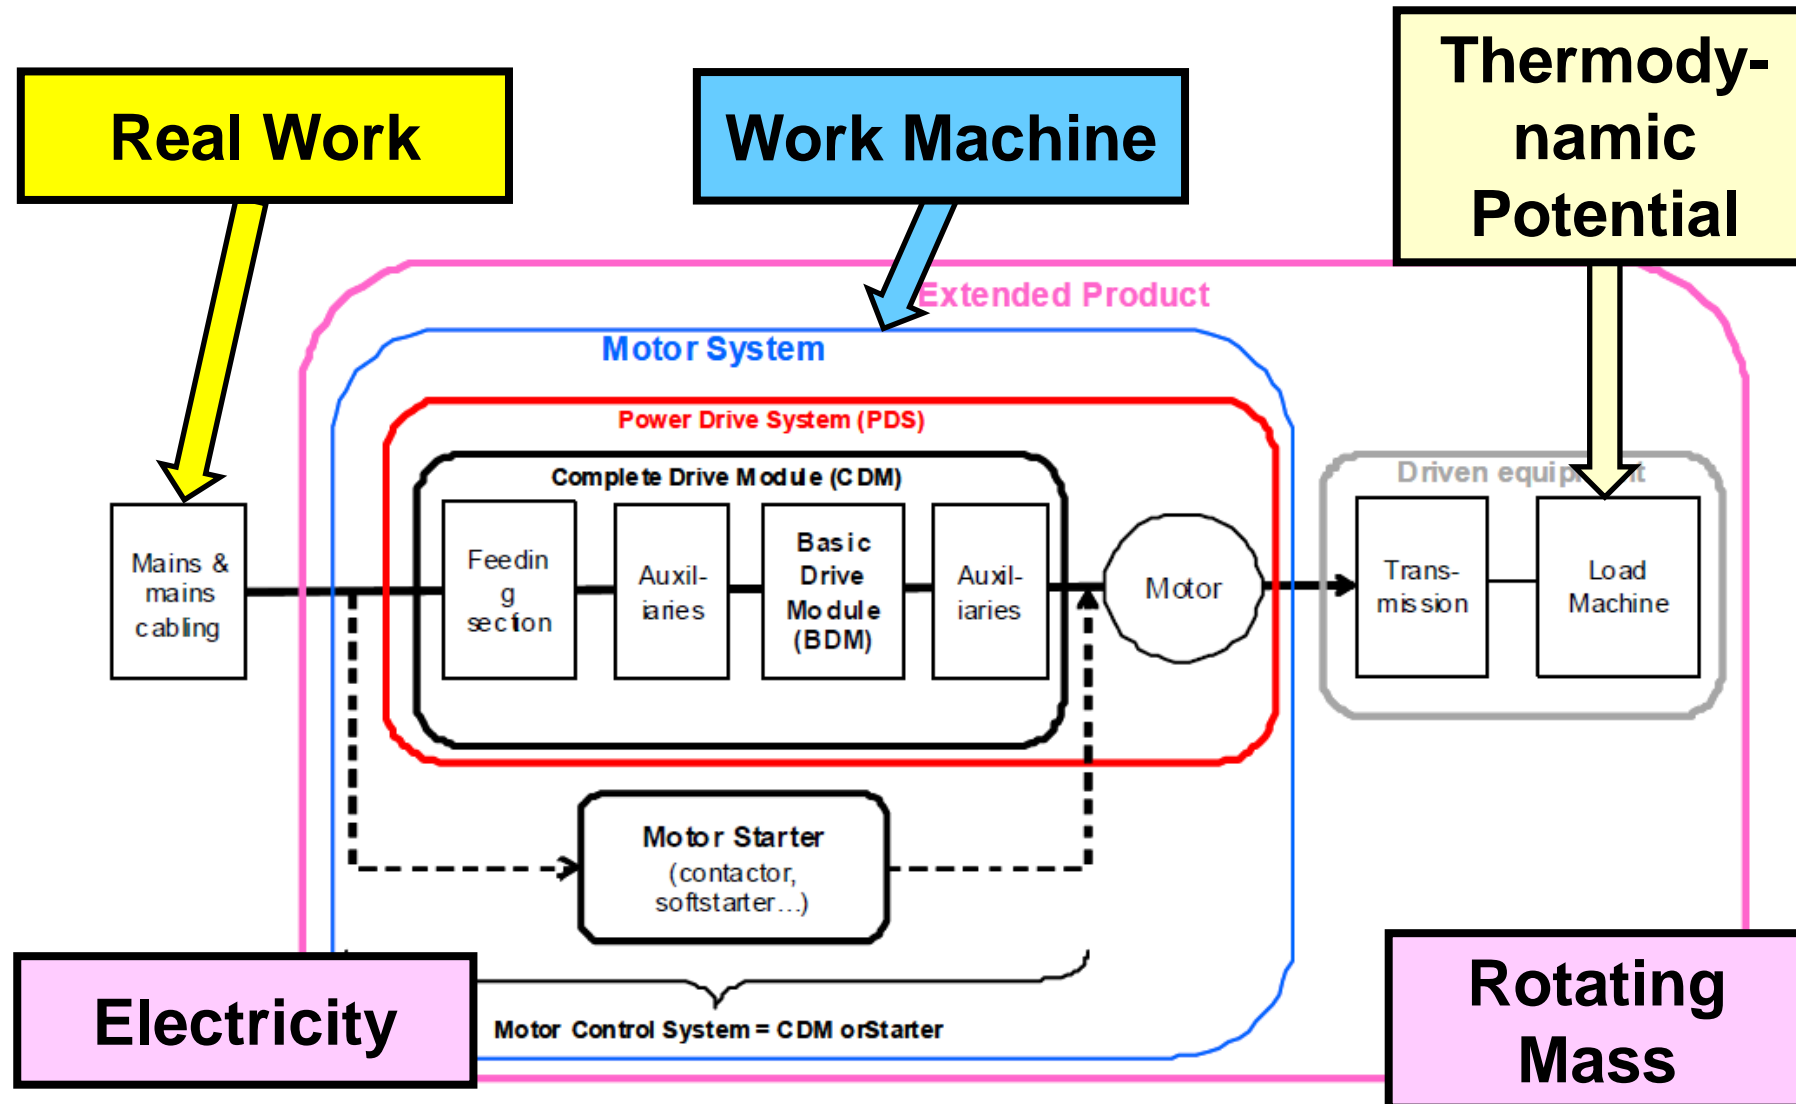 Real Work
Work Machine
Thermody-
namic
Potential
Extended Product
Motor System
Power Drive System (PDS)
Complete Drive Module (CDM)
Driven equip t
Mains &
mains
cabling
Feedin
g
section
Auxil-
iaries
Basic
Drive
Module
(BDM)
Auxil-
iaries
Motor
Trans-
mission
Load
Machine
Motor Starter
(contactor,
softstarter...)
Electricity
Motor Control System = CDM orStarter
Rotating
Mass